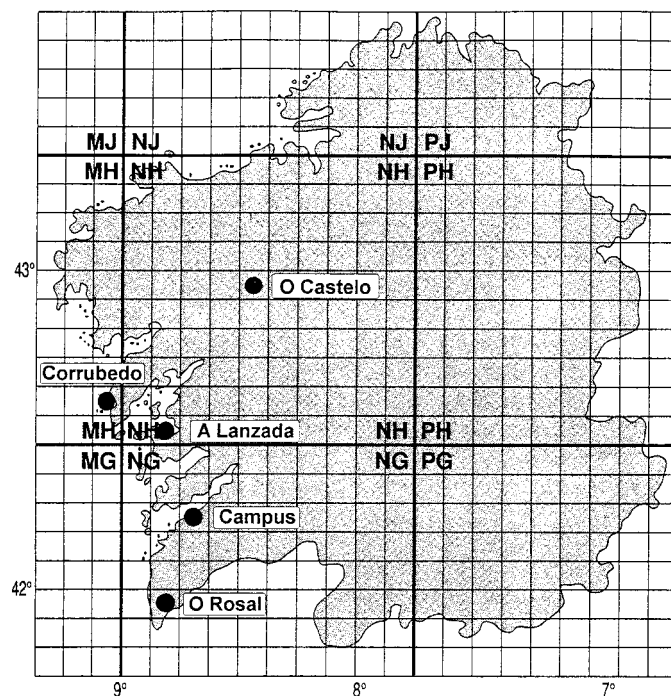 MJ NJ NJ PJ
MH NH NH PH
43°
O Castelo
Corrubedo
MH NH A Lanzada NH PH
MG NG NG PG
Campus
42°
O Rosal
9° 8° 7°